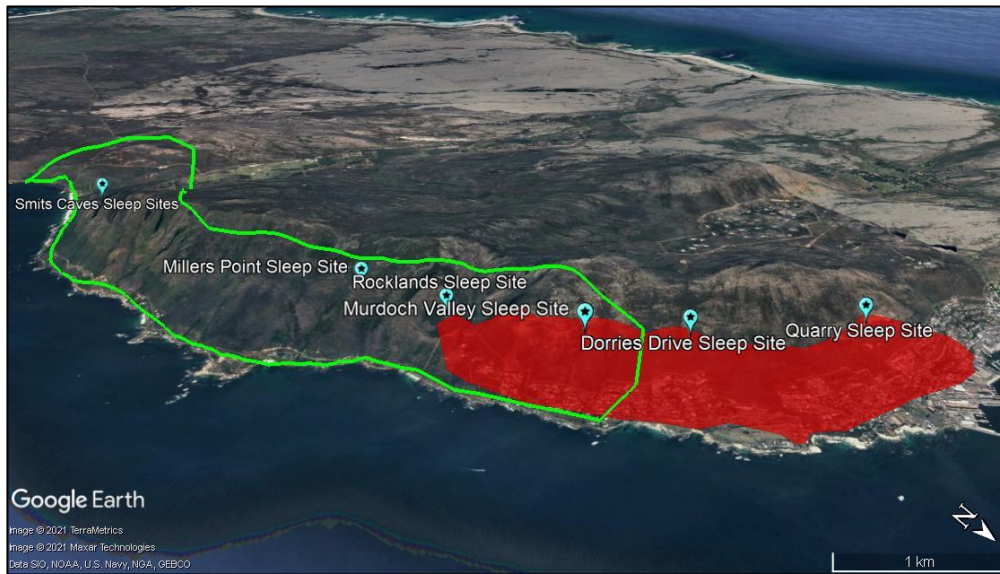 Smits Caves Sleep Sites
Millers Point Sleep Site
Rocklands Sleep Site
Murdoch Valley Sleep Site
Quarry Sleep Site
Dorries Drive Sleep Site
Google Earth
Image © 2021 TerraMetrics
Image © 2021 Maxar Technologies
Data SIO, NOAA, U.S. Navy, NGA, GEBCO
N
1 km